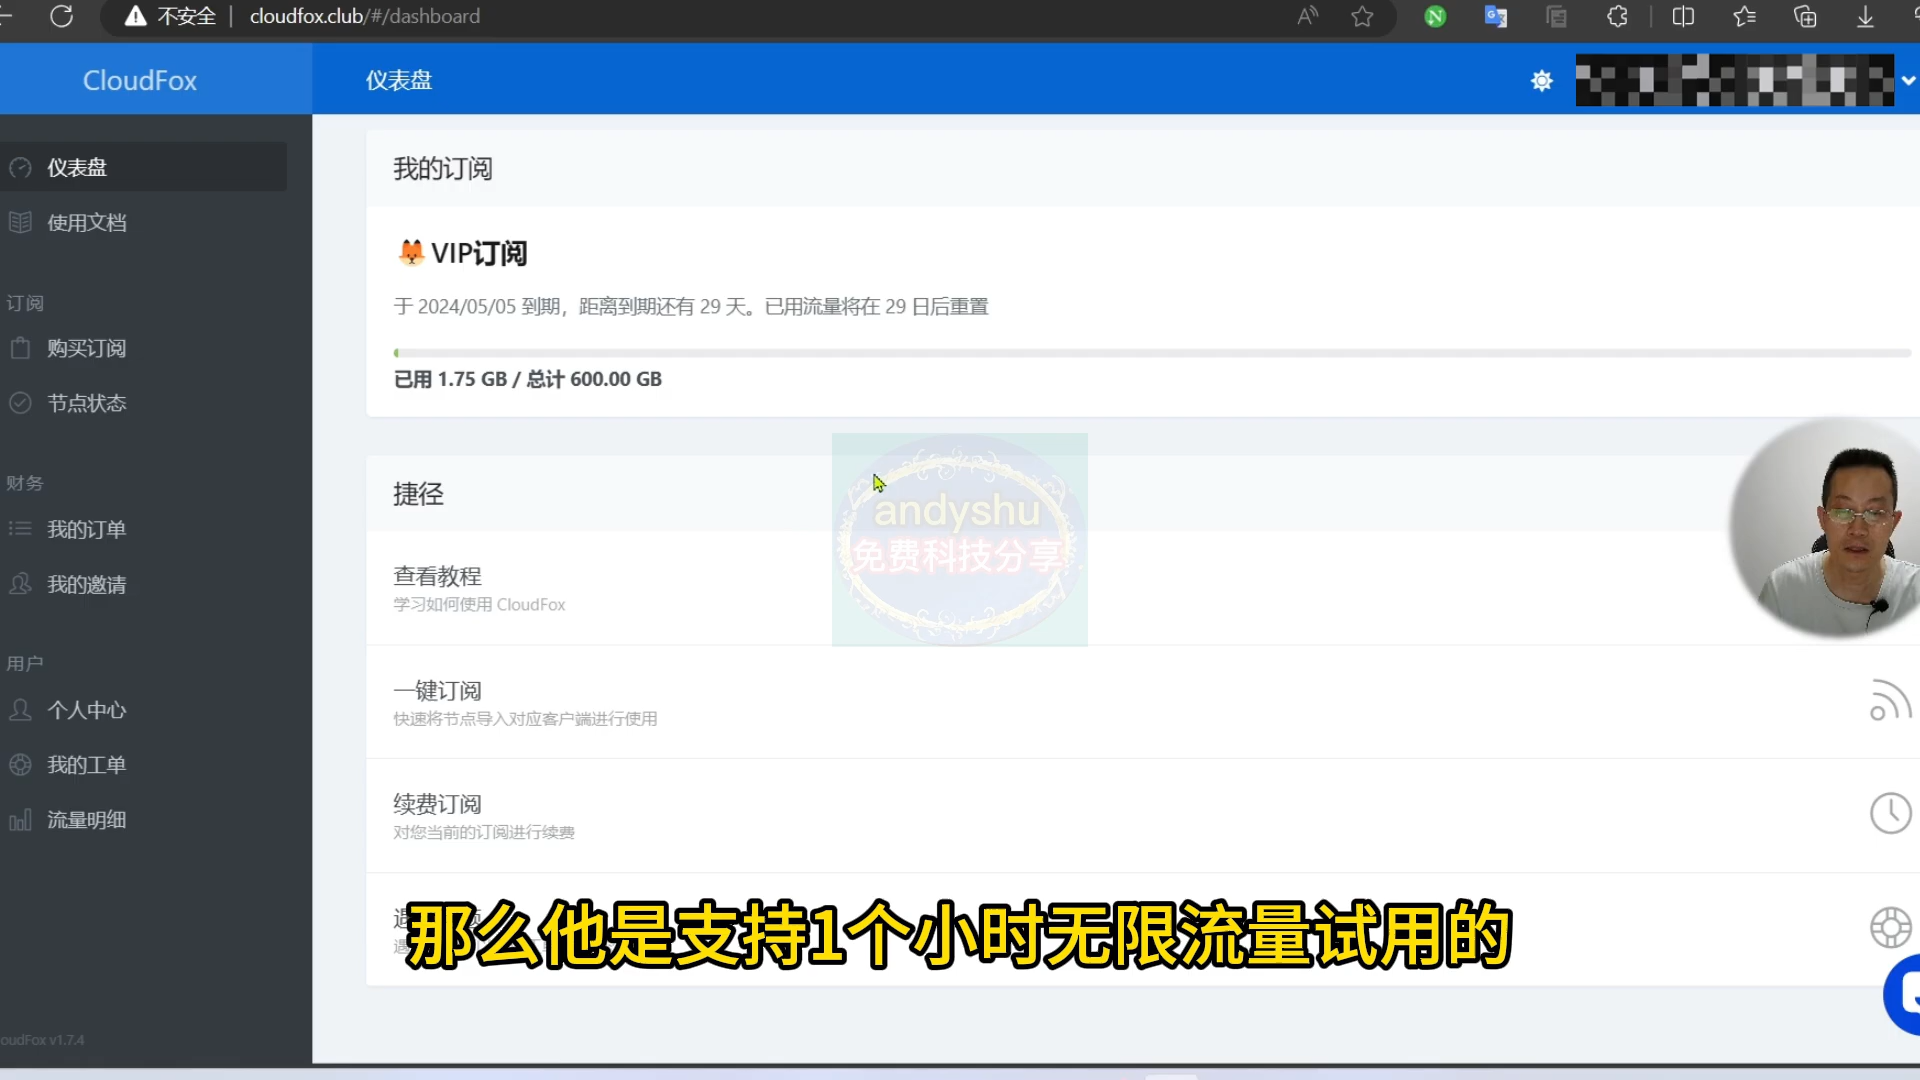 不安全 | cloudfox.club/#/dashboard
CloudFox
仪表盘
仪表盘
使用文档
订阅
购买订阅
节点状态
财务
我的订单
我的邀请
用户
个人中心
我的工单
流量明细
oudFox v1.7.4
我的订阅
VIP订阅
于 2024/05/05 到期，距离到期还有 29 天。已用流量将在 29 日后重置
已用 1.75 GB / 总计 600.00 GB
捷径
查看教程
学习如何使用 CloudFox
一键订阅
快速将节点导入对应客户端进行使用
续费订阅
对您当前的订阅进行续费
andyshu
免费科技分享
那么他是支持1个小时无限流量试用的